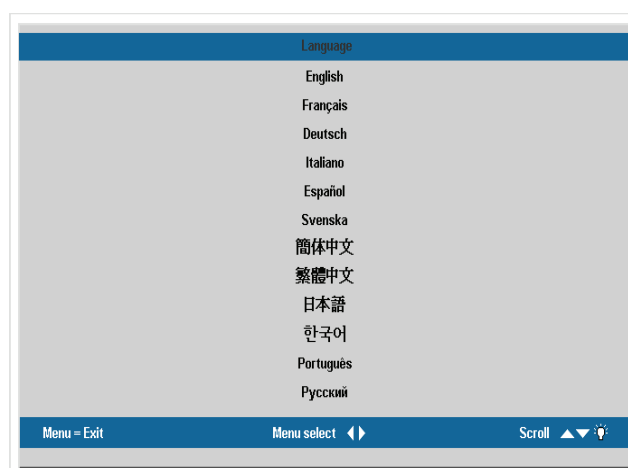 Language
English
Français
Deutsch
Italiano
Español
Svenska
簡体中文
繁體中文
日本語
한국어
Português
Русский
Menu = Exit Menu select Scroll